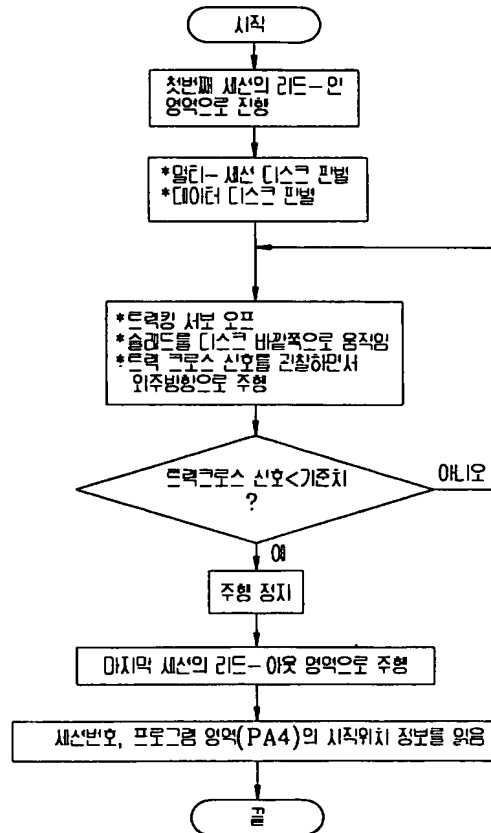 시작
첫번째 세션의 리드-인
영역으로 진행
*멀티- 세션 디스크 판별
*데이터 디스크 판별
*트랙킹 서보 오프
*슬레드를 디스크 바깥쪽으로 움직임
*트랙 크로스 신호를 관찰하면서
외주방향으로 주행
트랙크로스 신호<기준치
?
아니오
예
주행 정지
마지막 세션의 리드-아웃 영역으로 주행
세션번호, 프로그램 영역(PA4)의 시작위치 정보를 읽음
끝